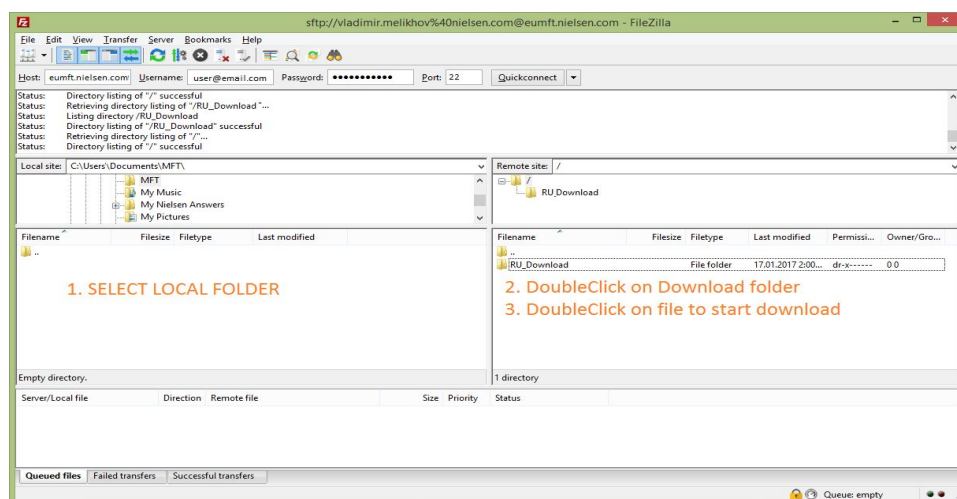 sftp://vladimir.melikhov%40nielsen.com@eumft.nielsen.com - FileZilla
File Edit View Transfer Server Bookmarks Help
Host: eumft.nielsen.com Username: user@email.com Password: ●●●●●●●●●●● Port: 22 Quickconnect
Status: Directory listing of "/" successful
Status: Retrieving directory listing of "/RU_Download "...
Status: Listing directory /RU_Download
Status: Directory listing of "/RU_Download" successful
Status: Retrieving directory listing of "/"...
Status: Directory listing of "/" successful
Local site: C:\Users\Documents\MFT\
MFT
My Music
My Nielsen Answers
My Pictures
Remote site: /
/
RU_Download
Filename Filesize Filetype Last modified
..
1. SELECT LOCAL FOLDER
Empty directory.
Filename Filesize Filetype Last modified Permissi... Owner/Gro...
..
RU_Download File folder 17.01.2017 2:00... dr-x------ 0 0
2. DoubleClick on Download folder
3. DoubleClick on file to start download
1 directory
Server/Local file Direction Remote file Size Priority Status
Queued files Failed transfers Successful transfers
Queue: empty